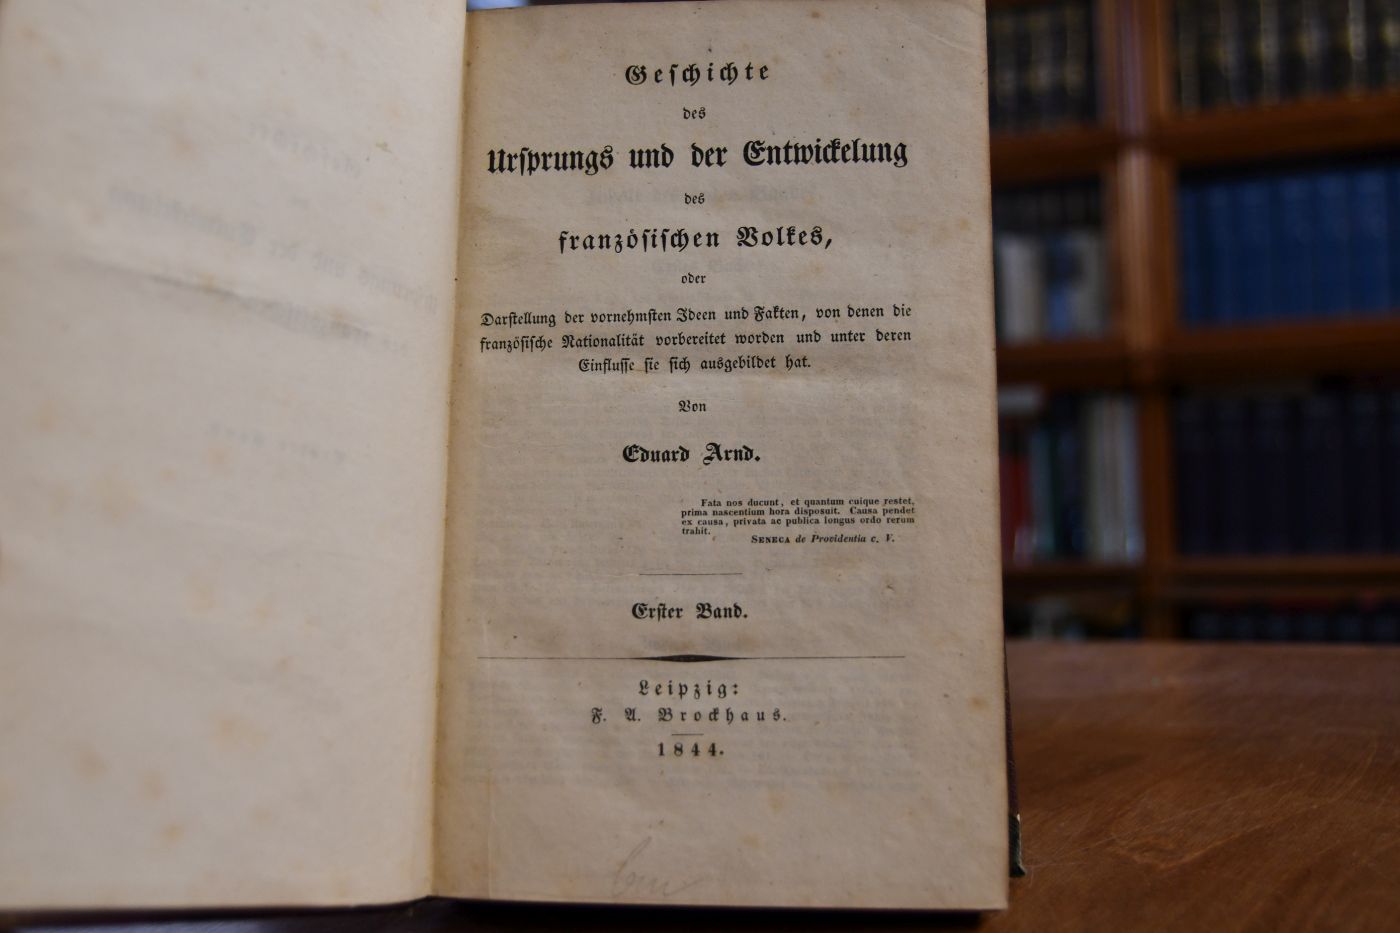 Geschichte
des
Ursprungs und der Entwickelung
des
französischen Volkes,
oder
Darstellung der vornehmsten Ideen und Fakten, von denen die
französische Nationalität vorbereitet worden und unter deren
Einflusse sie sich ausgebildet hat.
Von
Eduard Arnd.
Fata nos ducunt, et quantum cuique restet,
prima nascentium hora disposuit. Causa pendet
ex causa, privata ac publica longus ordo rerum
trahit.
SENECA de Providentia c. V.
Erster Band.
Leipzig:
F. A. Brockhaus.
1844.